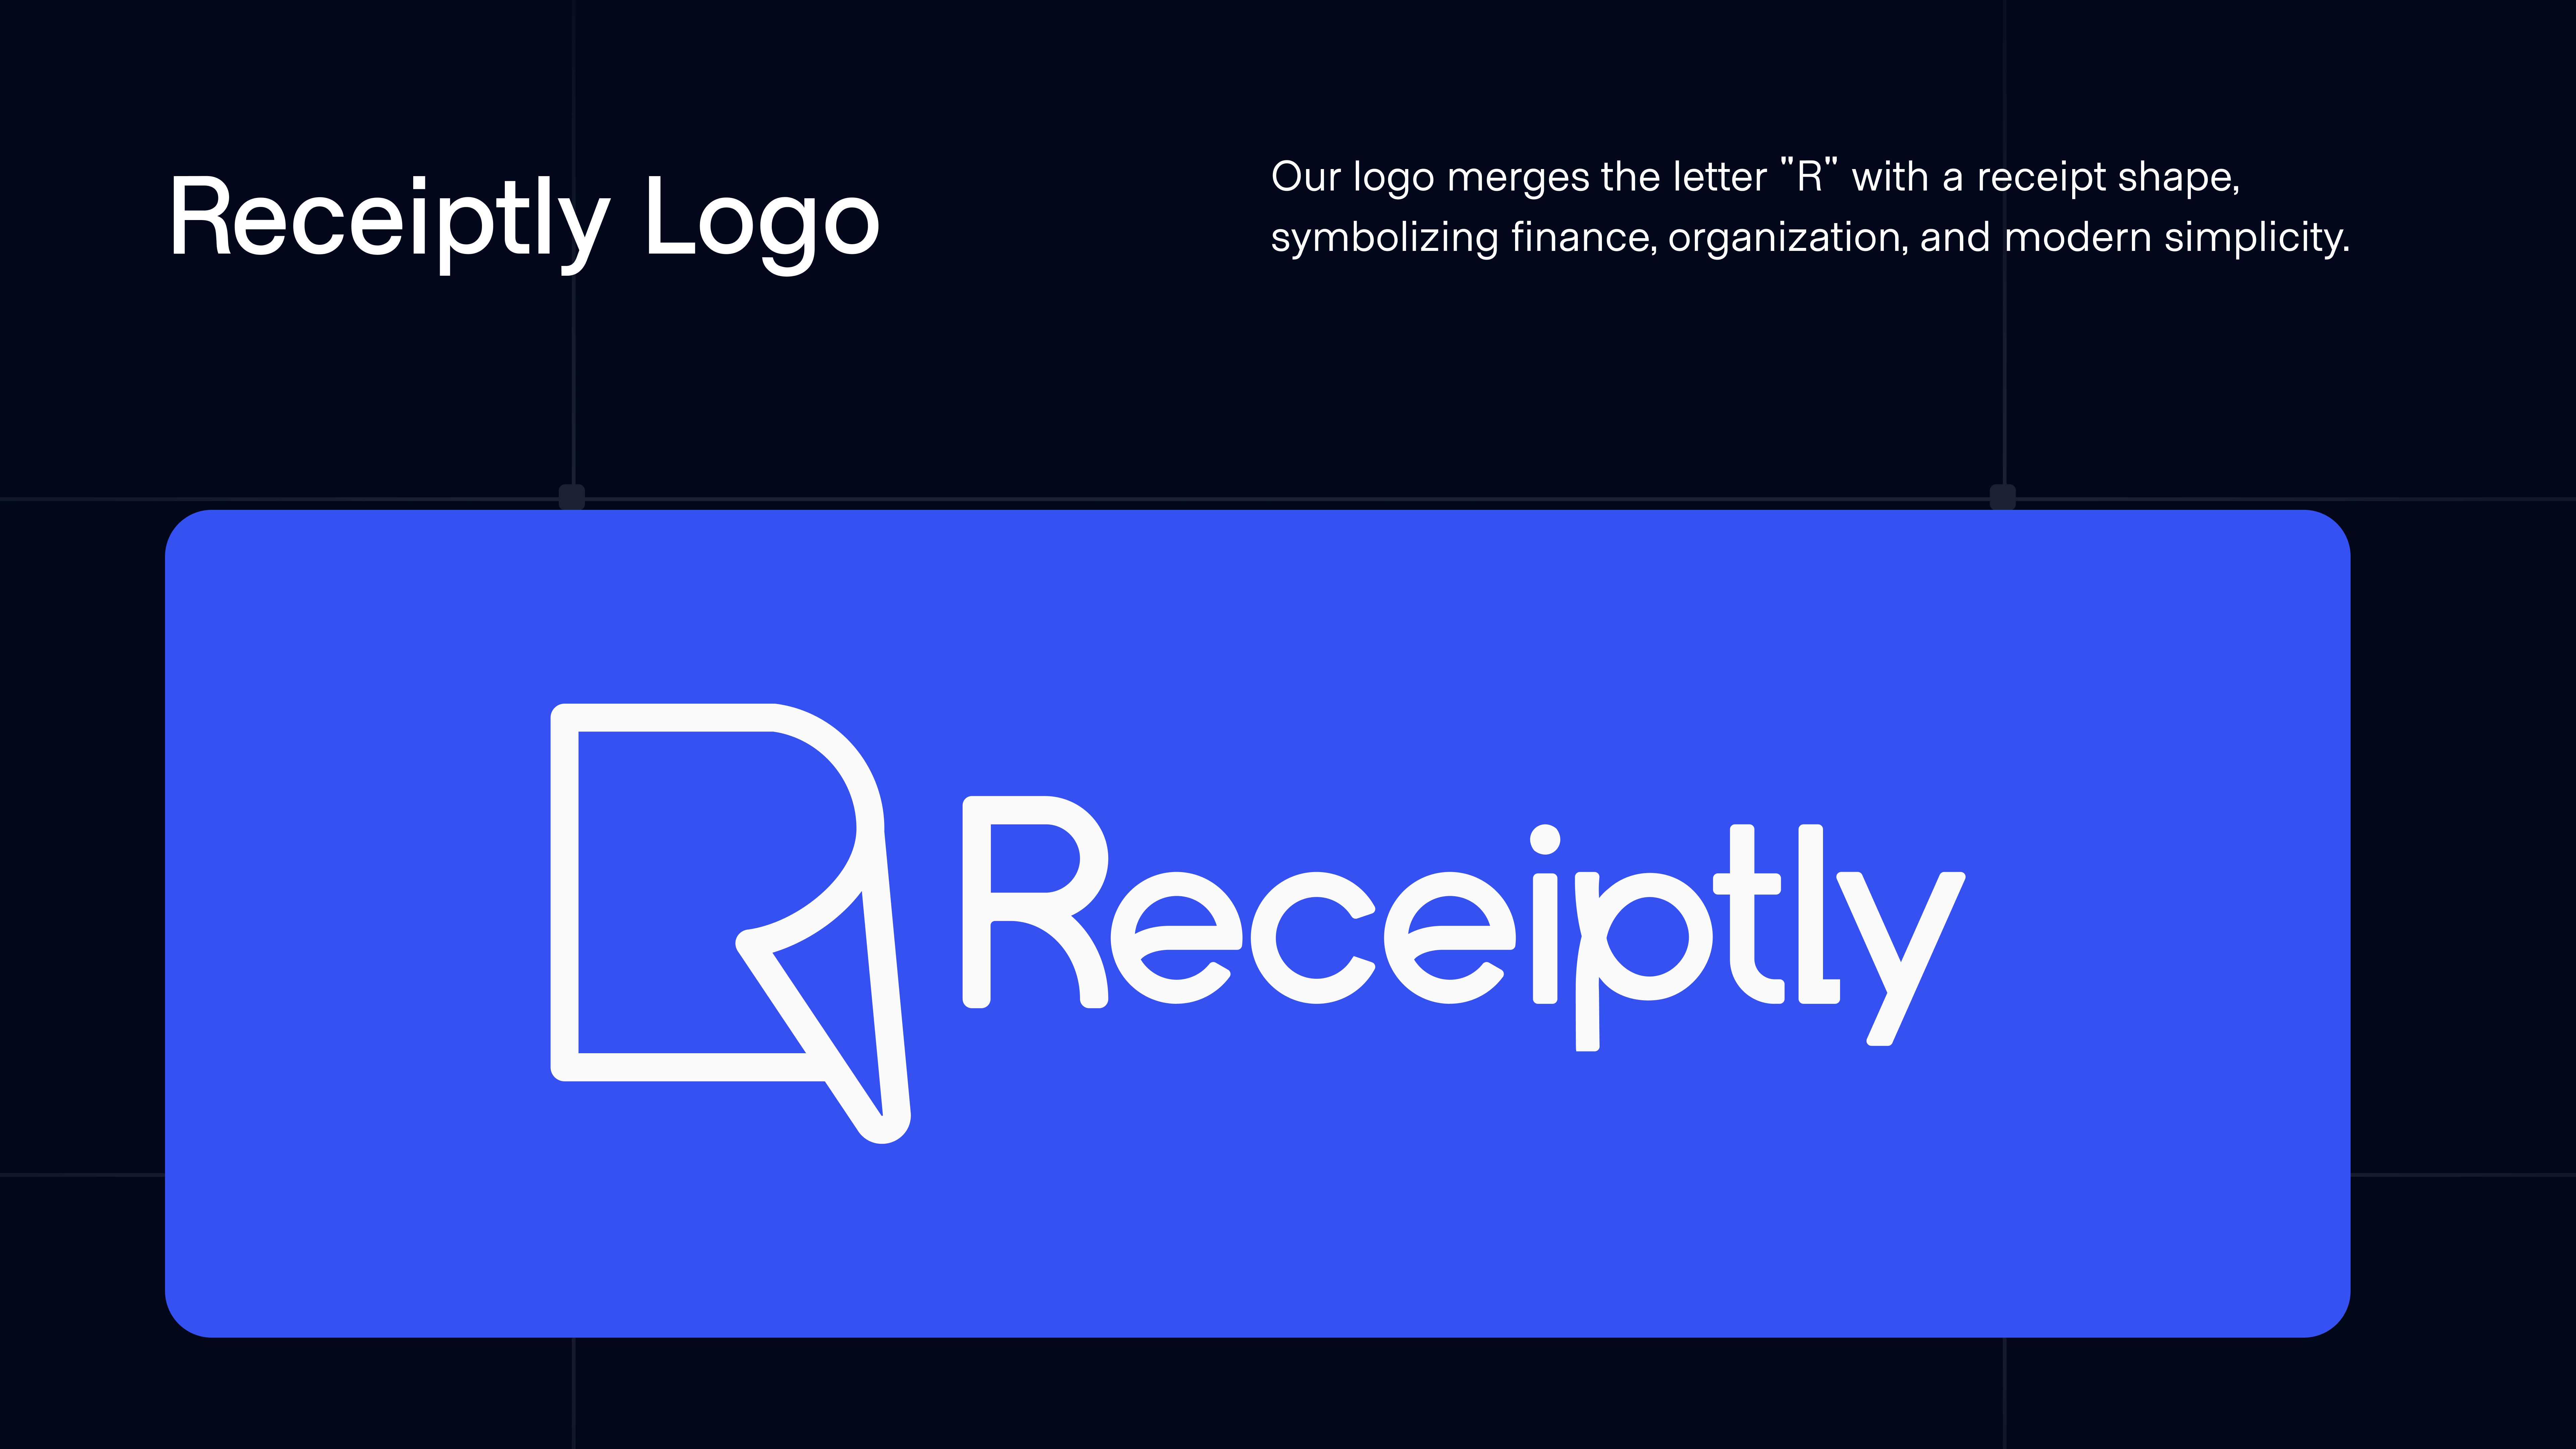 Receiptly Logo
Our logo merges the letter "R" with a receipt shape,
symbolizing finance, organization, and modern simplicity.
Receiptly